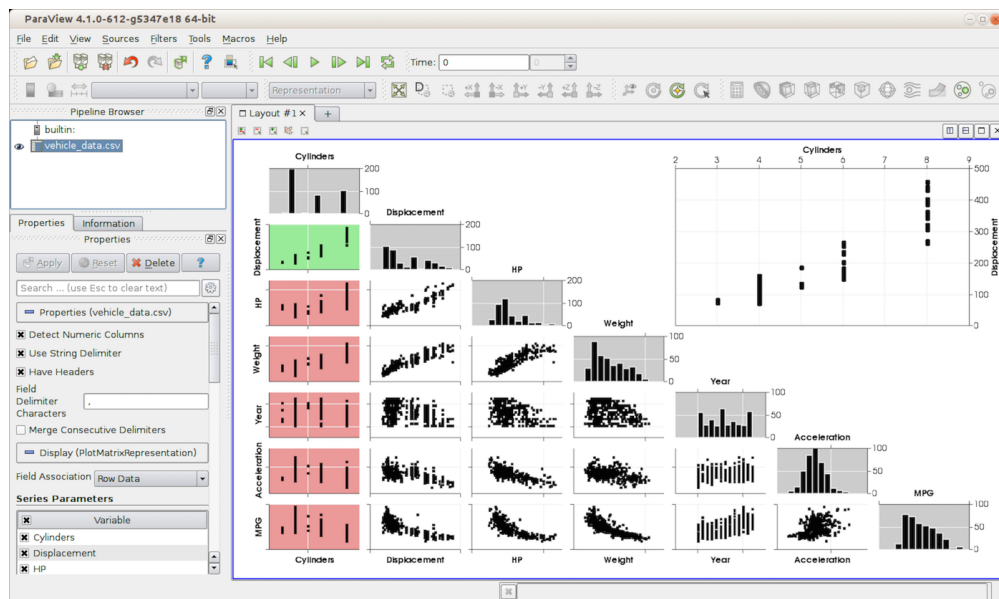 ParaView 4.1.0-612-g5347e18 64-bit
File Edit View Sources Filters Tools Macros Help
Time: 0 0
Representation
Pipeline Browser
builtin:
vehicle_data.csv
Properties Information
Properties
Apply Reset Delete ?
Search ... (use Esc to clear text)
Properties (vehicle_data.csv)
Detect Numeric Columns
Use String Delimiter
Have Headers
Field
Delimiter ,
Characters
Merge Consecutive Delimiters
Display (PlotMatrixRepresentation)
Field Association Row Data
Series Parameters
Variable
Cylinders
Displacement
HP
Layout #1
Cylinders
200
100
0
Displacement
Displacement
200
100
0
HP
HP
200
100
0
Weight
Weight
100
50
0
Year
Year
100
50
0
Acceleration
Acceleration
100
50
0
MPG
MPG
100
50
0
Cylinders Displacement HP Weight Year Acceleration
Cylinders
2 3 4 5 6 8 9
500
400
300
200
100
0
Displacement